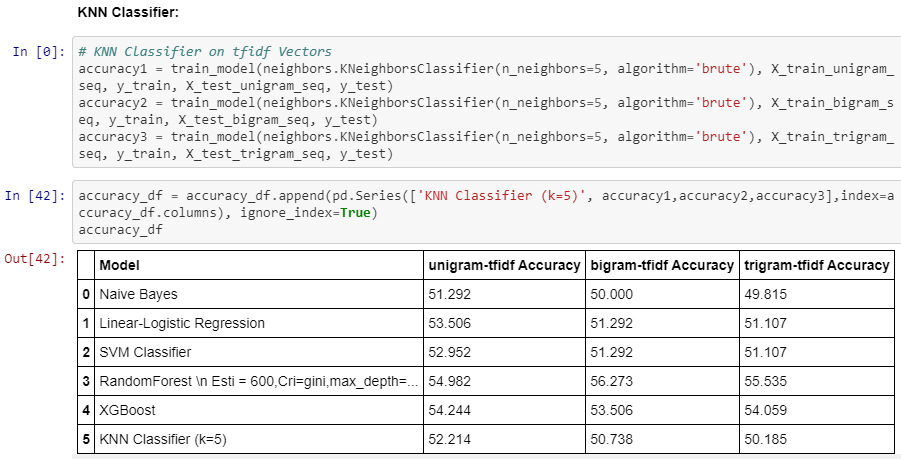 KNN Classifier:
In [0]: # KNN Classifier on tfidf Vectors
accuracy1 = train_model(neighbors.KNeighborsClassifier(n_neighbors=5, algorithm='brute'), X_train_unigram_
seq, y_train, X_test_unigram_seq, y_test)
accuracy2 = train_model(neighbors.KNeighborsClassifier(n_neighbors=5, algorithm='brute'), X_train_bigram_s
eq, y_train, X_test_bigram_seq, y_test)
accuracy3 = train_model(neighbors.KNeighborsClassifier(n_neighbors=5, algorithm='brute'), X_train_trigram_
seq, y_train, X_test_trigram_seq, y_test)
In [42]: accuracy_df = accuracy_df.append(pd.Series(['KNN Classifier (k=5)', accuracy1,accuracy2,accuracy3],index=a
ccuracy_df.columns), ignore_index=True)
accuracy_df
Out[42]: Model unigram-tfidf Accuracy bigram-tfidf Accuracy trigram-tfidf Accuracy
0 Naive Bayes 51.292 50.000 49.815
1 Linear-Logistic Regression 53.506 51.292 51.107
2 SVM Classifier 52.952 51.292 51.107
3 RandomForest \n Esti = 600,Cri=gini,max_depth=... 54.982 56.273 55.535
4 XGBoost 54.244 53.506 54.059
5 KNN Classifier (k=5) 52.214 50.738 50.185